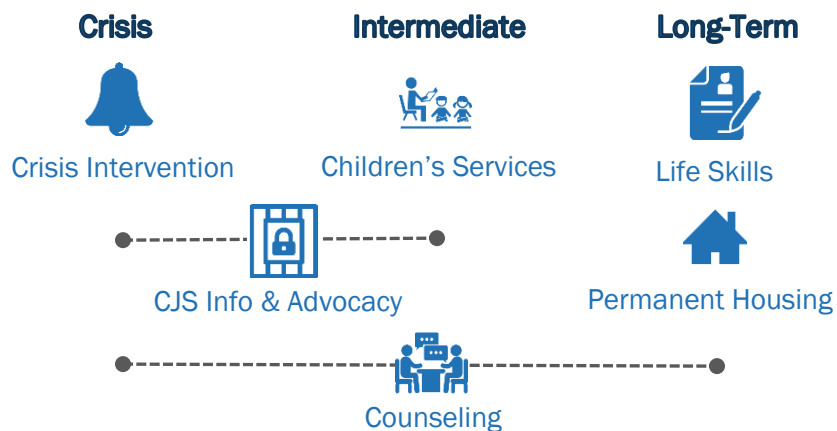 Crisis
Intermediate
Long-Term
Crisis Intervention
Children's Services
Life Skills
CJS Info & Advocacy
Permanent Housing
Counseling